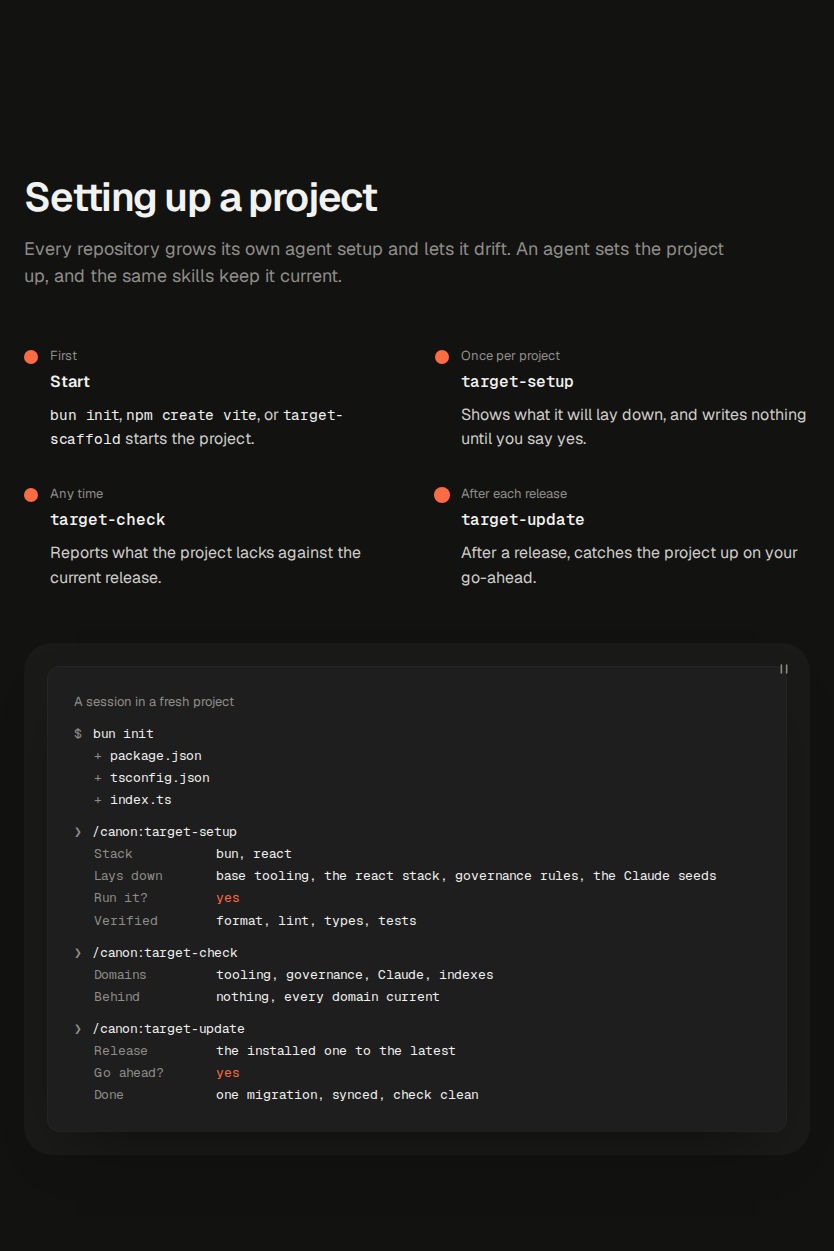 Setting up a project
Every repository grows its own agent setup and lets it drift. An agent sets the project
up, and the same skills keep it current.
First
Start
bun init, npm create vite, or target-
scaffold starts the project.
Once per project
target-setup
Shows what it will lay down, and writes nothing
until you say yes.
Any time
target-check
Reports what the project lacks against the
current release.
After each release
target-update
After a release, catches the project up on your
go-ahead.
A session in a fresh project
$ bun init
+ package.json
+ tsconfig.json
+ index.ts
❯ /canon:target-setup
Stack bun, react
Lays down base tooling, the react stack, governance rules, the Claude seeds
Run it? yes
Verified format, lint, types, tests
❯ /canon:target-check
Domains tooling, governance, Claude, indexes
Behind nothing, every domain current
❯ /canon:target-update
Release the installed one to the latest
Go ahead? yes
Done one migration, synced, check clean